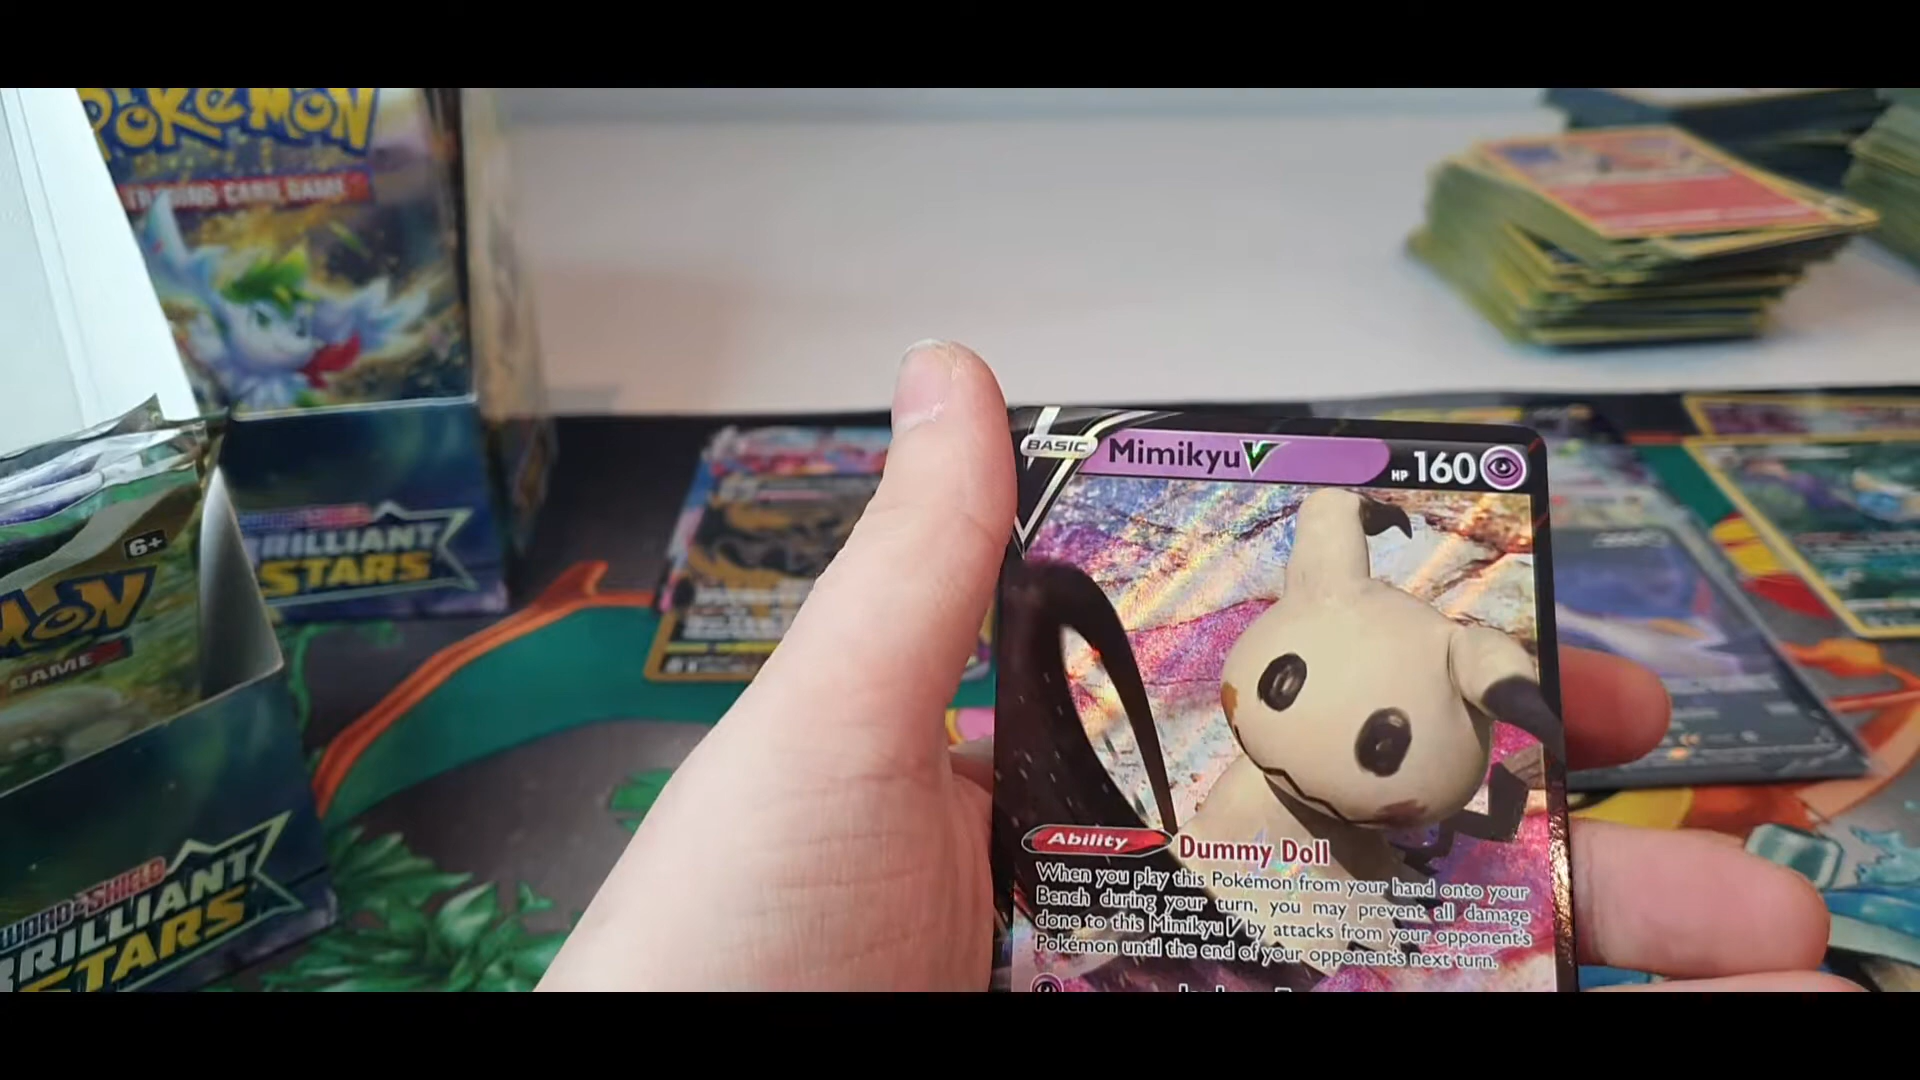 POKÉMON
TRADING CARD GAME
BRILLIANT
STARS
6+
GAME
SWORD & SHIELD
BRILLIANT
STARS
BASIC
Mimikyu V
HP 160
Ability
Dummy Doll
When you play this Pokémon from your hand onto your
Bench during your turn, you may prevent all damage
done to this Mimikyu V by attacks from your opponent's
Pokémon until the end of your opponent's next turn.